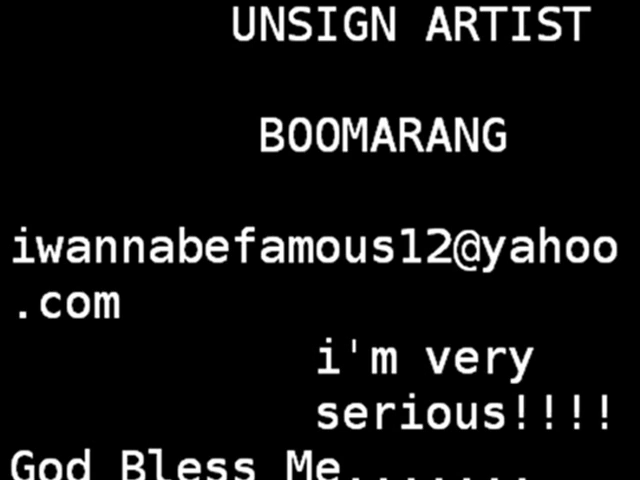 UNSIGN ARTIST
BOOMARANG
iwannabefamous12@yahoo
.com
i'm very
serious!!!!
God Bless Me.......